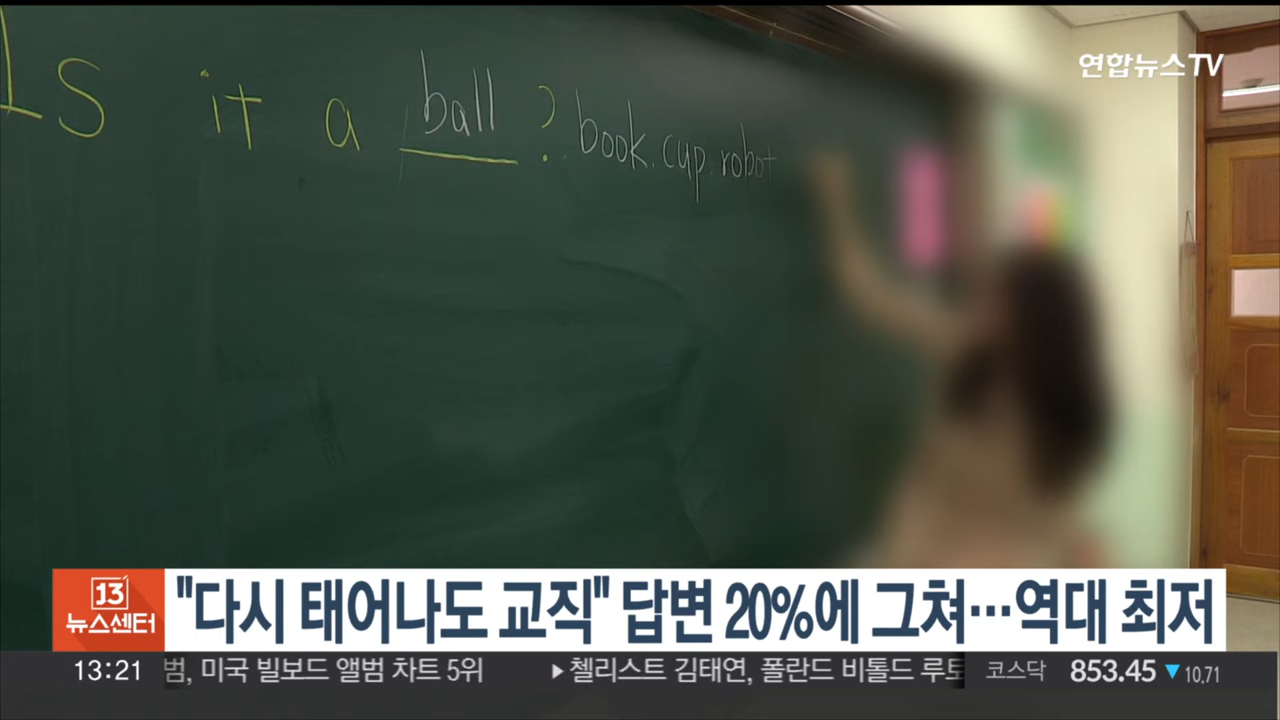 연합뉴스TV
Is it a ball ? book. cup. robot
J3
뉴스센터
"다시 태어나도 교직" 답변 20%에 그쳐…역대 최저
13:21 범, 미국 빌보드 앨범 차트 5위 ▶첼리스트 김태연, 폴란드 비톨드 루토 코스닥 853.45 ▼10.71